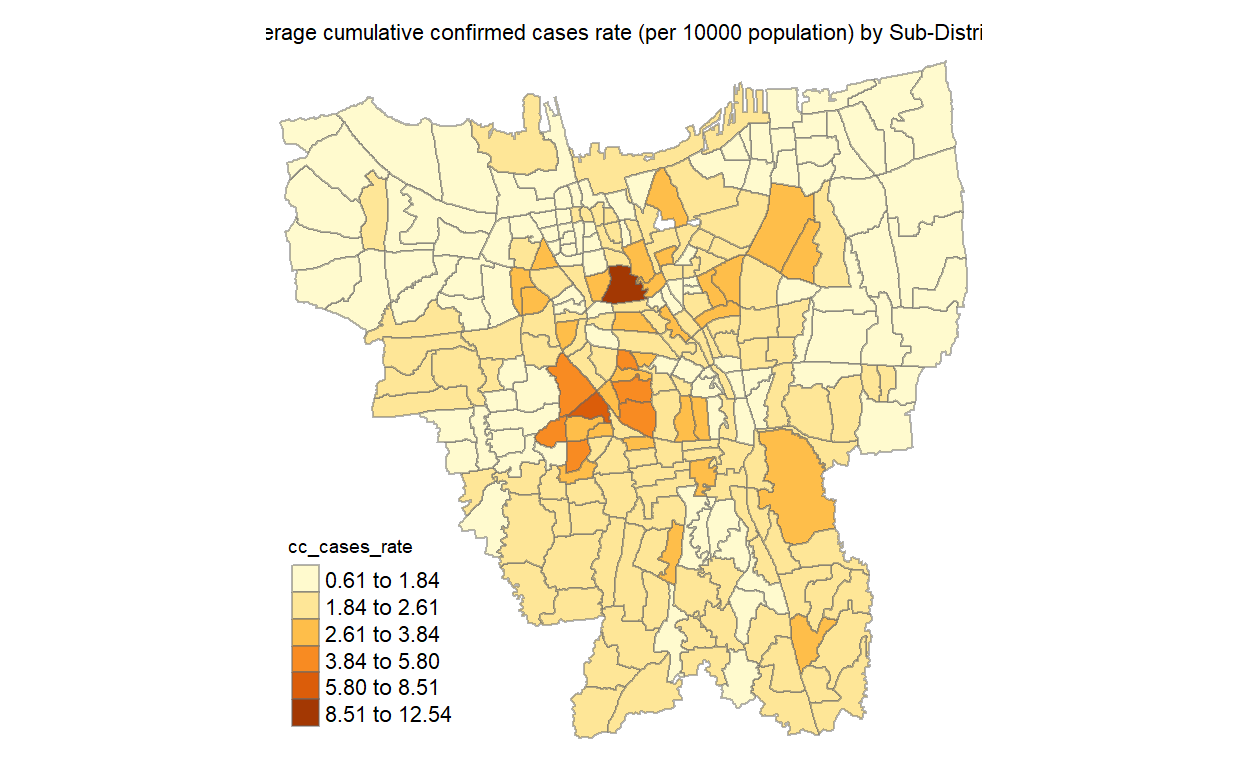 erage cumulative confirmed cases rate (per 10000 population) by Sub-Distri
cc_cases_rate
0.61 to 1.84
1.84 to 2.61
2.61 to 3.84
3.84 to 5.80
5.80 to 8.51
8.51 to 12.54